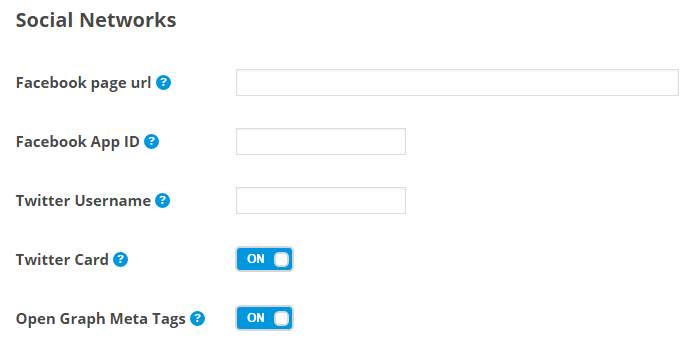 Social Networks
Facebook page url ?
Facebook App ID ?
Twitter Username ?
Twitter Card ? ON
Open Graph Meta Tags ? ON